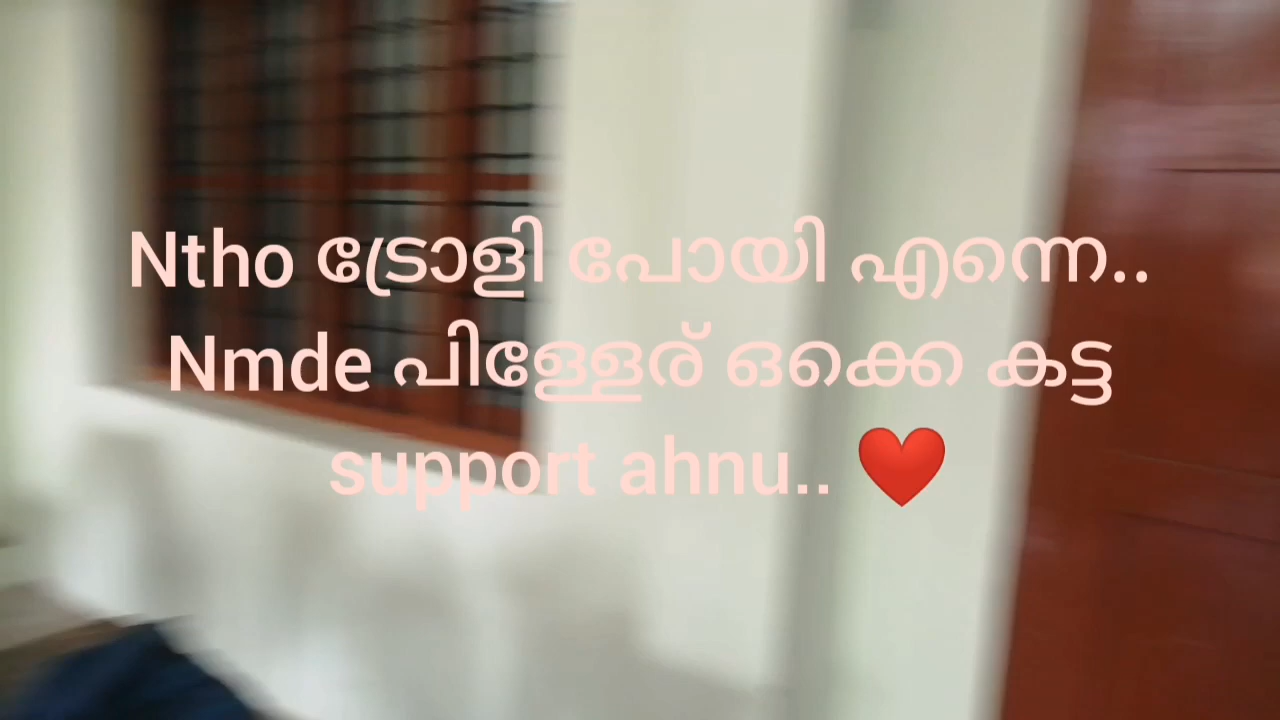 Ntho ട്രോളി പോയി എന്നെ..
Nmde പിള്ളേര് ഒക്കെ കട്ട
support ahnu.. ❤️